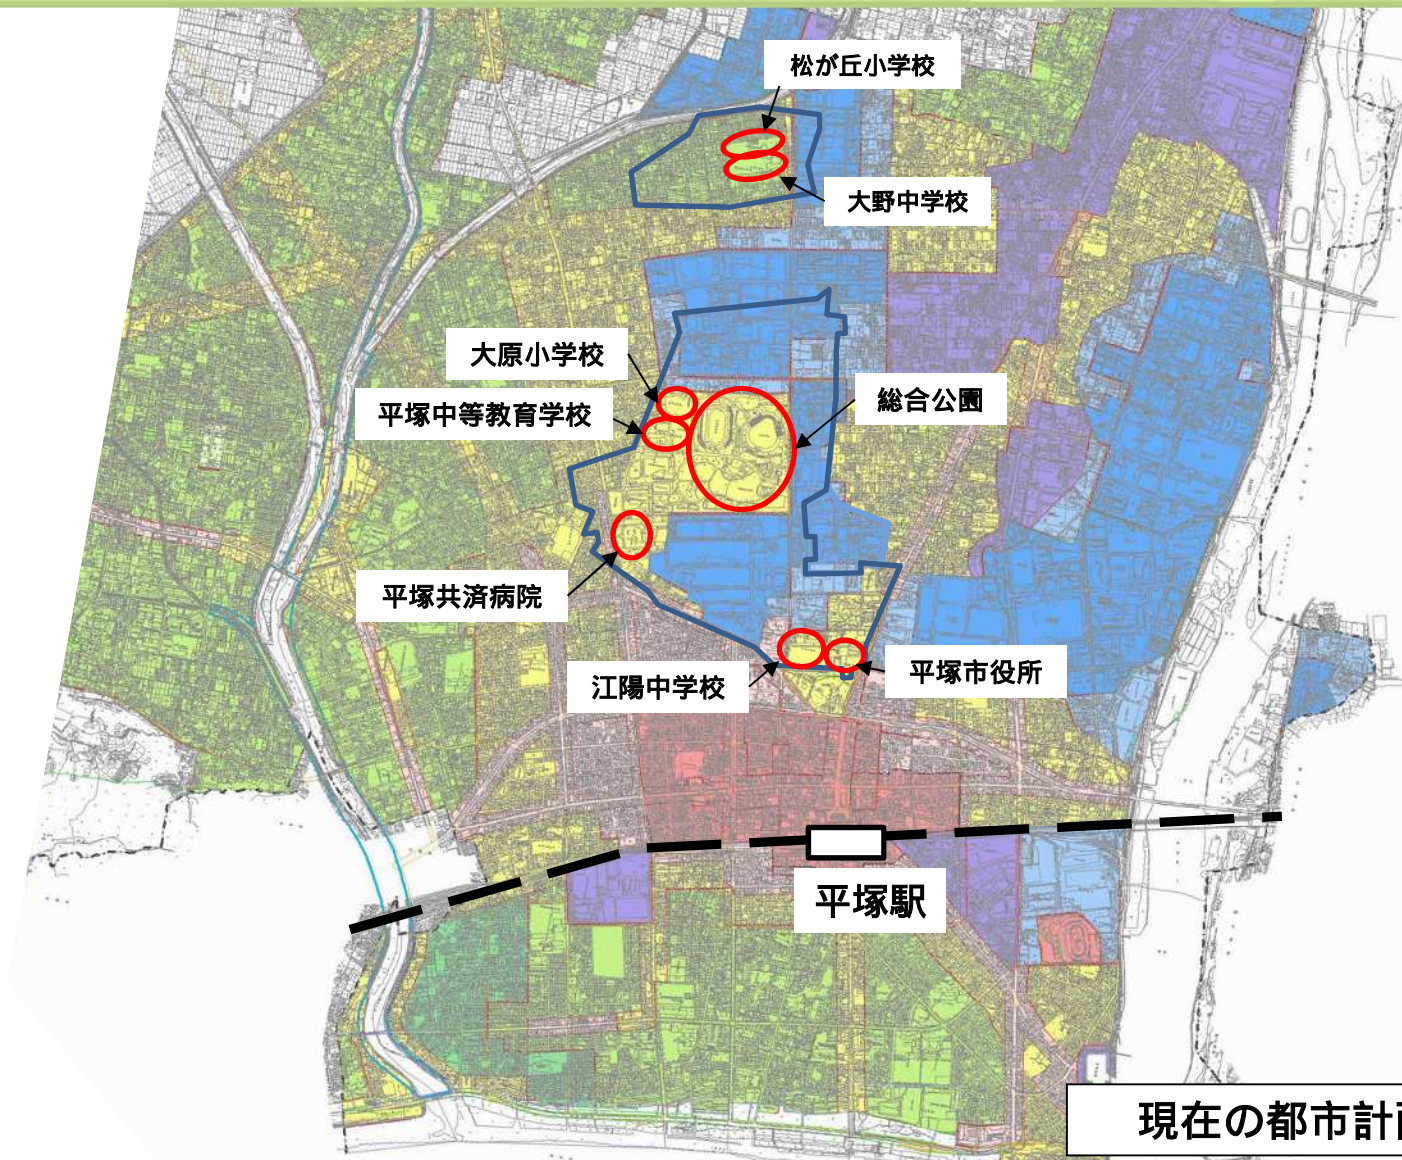 松が丘小学校
大野中学校
大原小学校
総合公園
平塚中等教育学校
平塚共済病院
江陽中学校
平塚市役所
平塚駅
現在の都市計